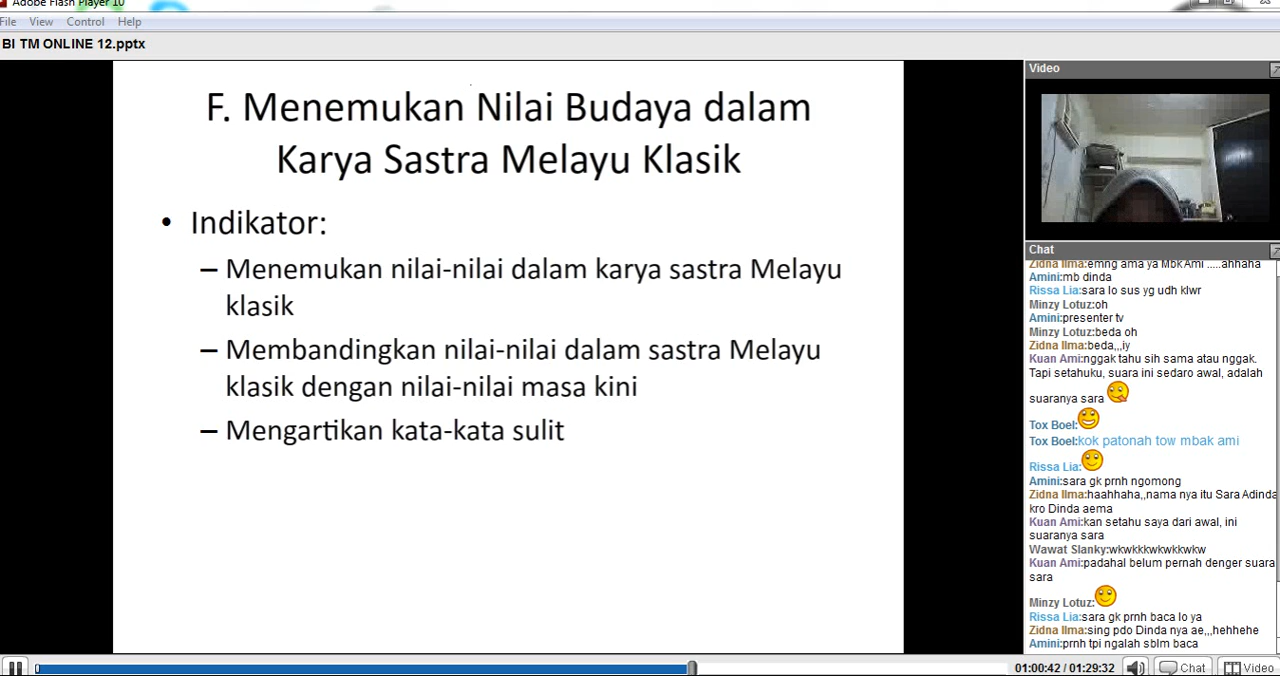 Adobe Flash Player 10
File View Control Help
BI TM ONLINE 12.pptx
F. Menemukan Nilai Budaya dalam
Karya Sastra Melayu Klasik
• Indikator:
– Menemukan nilai-nilai dalam karya sastra Melayu
klasik
– Membandingkan nilai-nilai dalam sastra Melayu
klasik dengan nilai-nilai masa kini
– Mengartikan kata-kata sulit
Video
Chat
Zidna Ilma:emng ama ya Mbk Ami .....ahhaha
Amini:mb dinda
Rissa Lia:sara lo sus yg udh klwr
Minzy Lotuz:oh
Amini:presenter tv
Minzy Lotuz:beda oh
Zidna Ilma:beda,,,iy
Kuan Ami:nggak tahu sih sama atau nggak.
Tapi setahuku, suara ini sedaro awal, adalah
suaranya sara
Tox Boel:
Tox Boel:kok patonah tow mbak ami
Rissa Lia:
Amini:sara gk prnh ngomong
Zidna Ilma:haahhaha,,nama nya itu Sara Adinda
kro Dinda aema
Kuan Ami:kan setahu saya dari awal, ini
suaranya sara
Wawat Slanky:wkwkkkwkwkkwkw
Kuan Ami:padahal belum pernah denger suara
sara
Minzy Lotuz:
Rissa Lia:sara gk prnh baca lo ya
Zidna Ilma:sing pdo Dinda nya ae,,,hehhehe
Amini:prnh tpi ngalah sblm baca
01:00:42 / 01:29:32 Chat Video